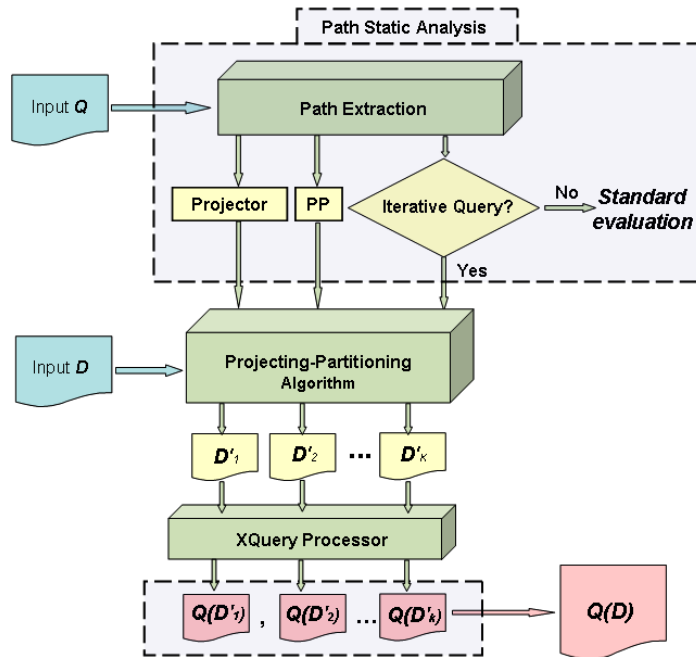 Path Static Analysis
Input Q
Path Extraction
Projector
PP
Iterative Query?
No
Standard
evaluation
Yes
Input D
Projecting-Partitioning
Algorithm
D'1
D'2
...
D'K
XQuery Processor
Q(D'1) , Q(D'2) ... Q(D'k)
Q(D)